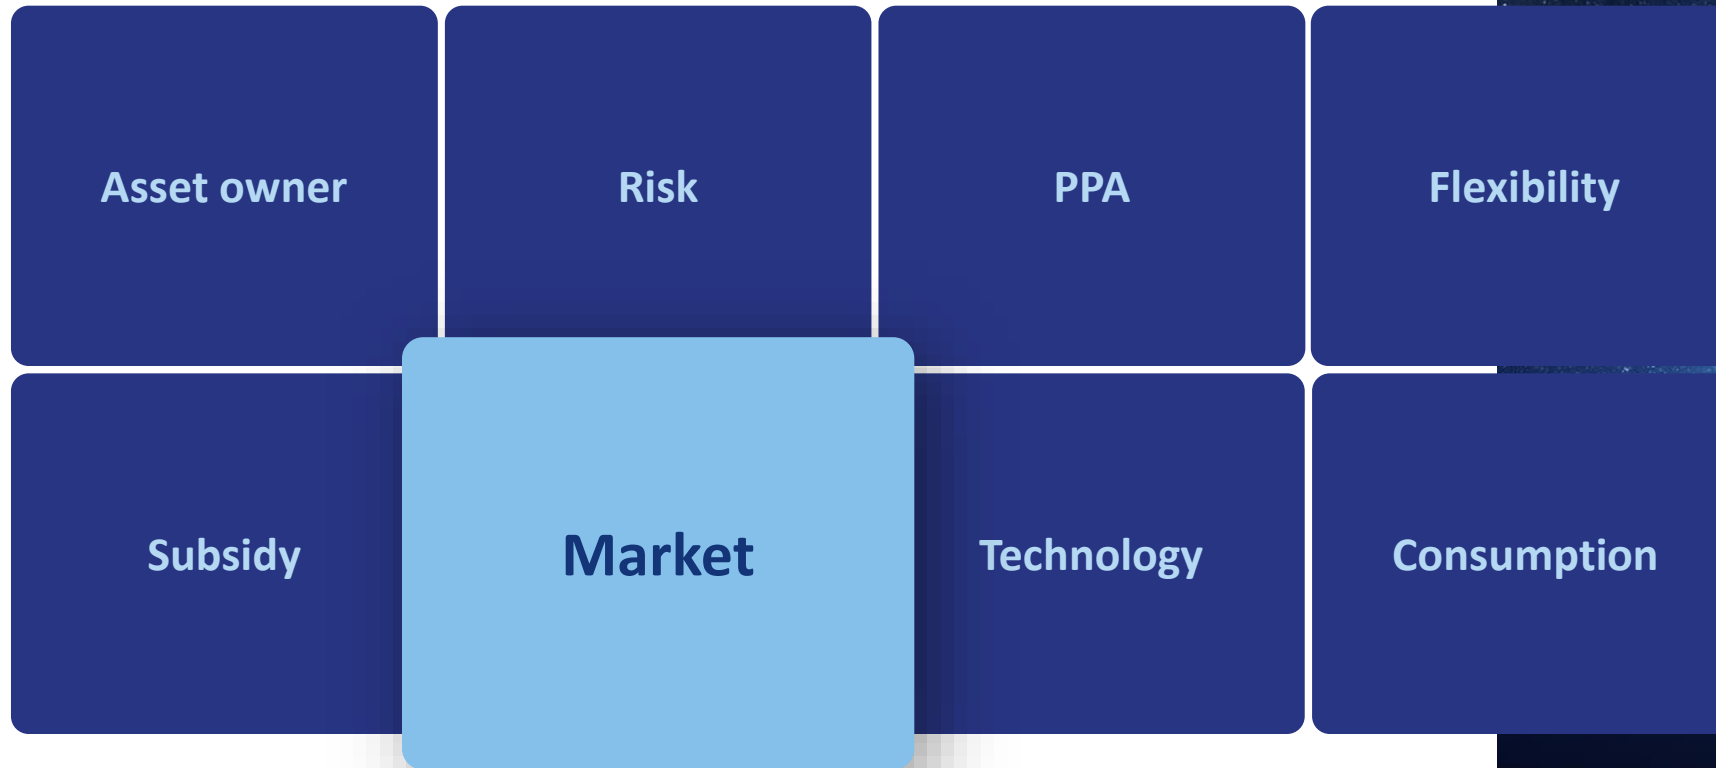 Asset owner
Risk
PPA
Flexibility
Subsidy
Market
Technology
Consumption